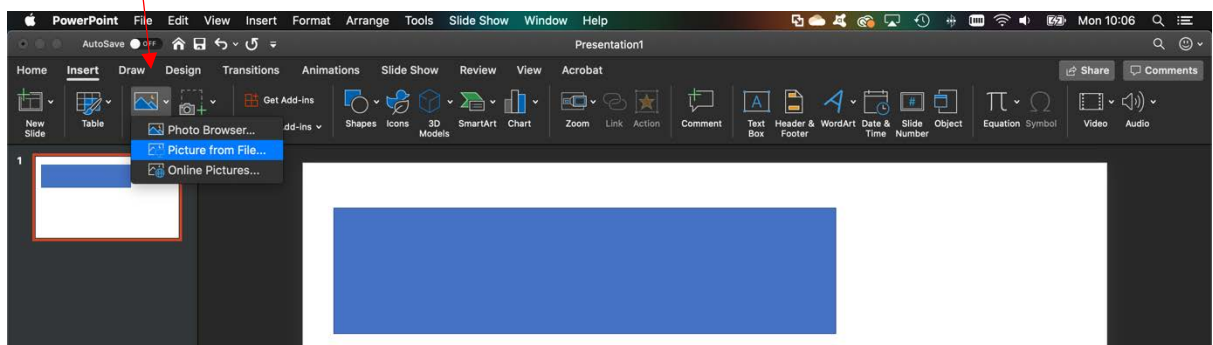 PowerPoint File Edit View Insert Format Arrange Tools Slide Show Window Help Mon 10:06
AutoSave OFF Presentation1
Home Insert Draw Design Transitions Animations Slide Show Review View Acrobat Share Comments
Get Add-ins
New Slide Table dd-ins Shapes Icons 3D Models SmartArt Chart Zoom Link Action Comment Text Box Header & Footer WordArt Date & Time Slide Number Object Equation Symbol Video Audio
Photo Browser...
Picture from File...
Online Pictures...
1